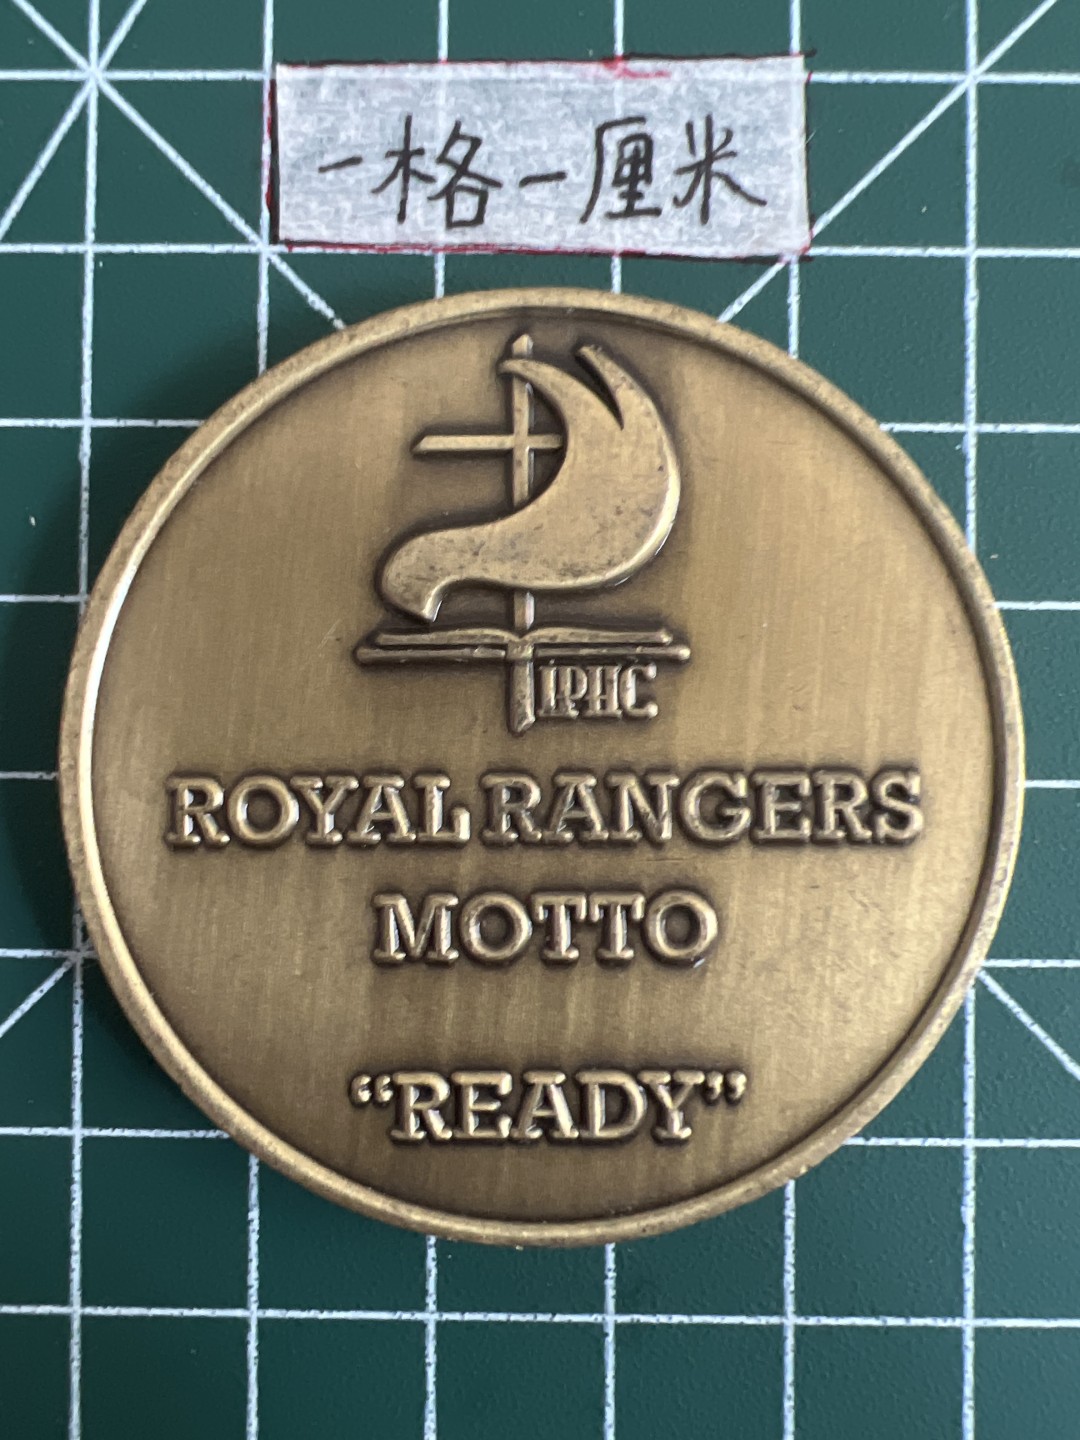 一格一厘米
IPHC
ROYAL RANGERS
MOTTO
“READY”